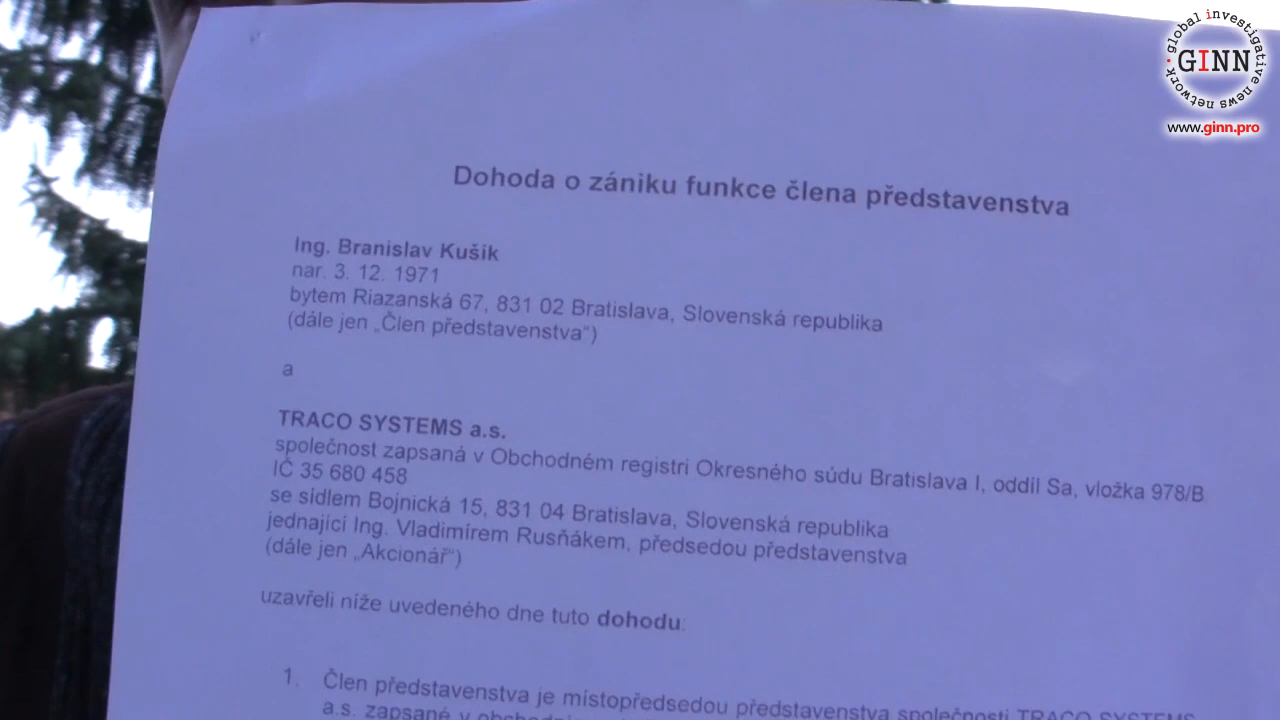 global investigative news network
GINN
www.ginn.pro
Dohoda o zániku funkce člena představenstva
Ing. Branislav Kušík
nar. 3. 12. 1971
bytem Riazanská 67, 831 02 Bratislava, Slovenská republika
(dále jen „Člen představenstva“)
a
TRACO SYSTEMS a.s.
společnost zapsaná v Obchodném registri Okresného súdu Bratislava I, oddíl Sa, vložka 978/B
IČ 35 680 458
se sídlem Bojnická 15, 831 04 Bratislava, Slovenská republika
jednající Ing. Vladimírem Rusňákem, předsedou představenstva
(dále jen „Akcionář“)
uzavřeli níže uvedeného dne tuto dohodu:
1. Člen představenstva je místopředsedou představenstva společnosti TRACO SYSTEMS
a.s. zapsané v